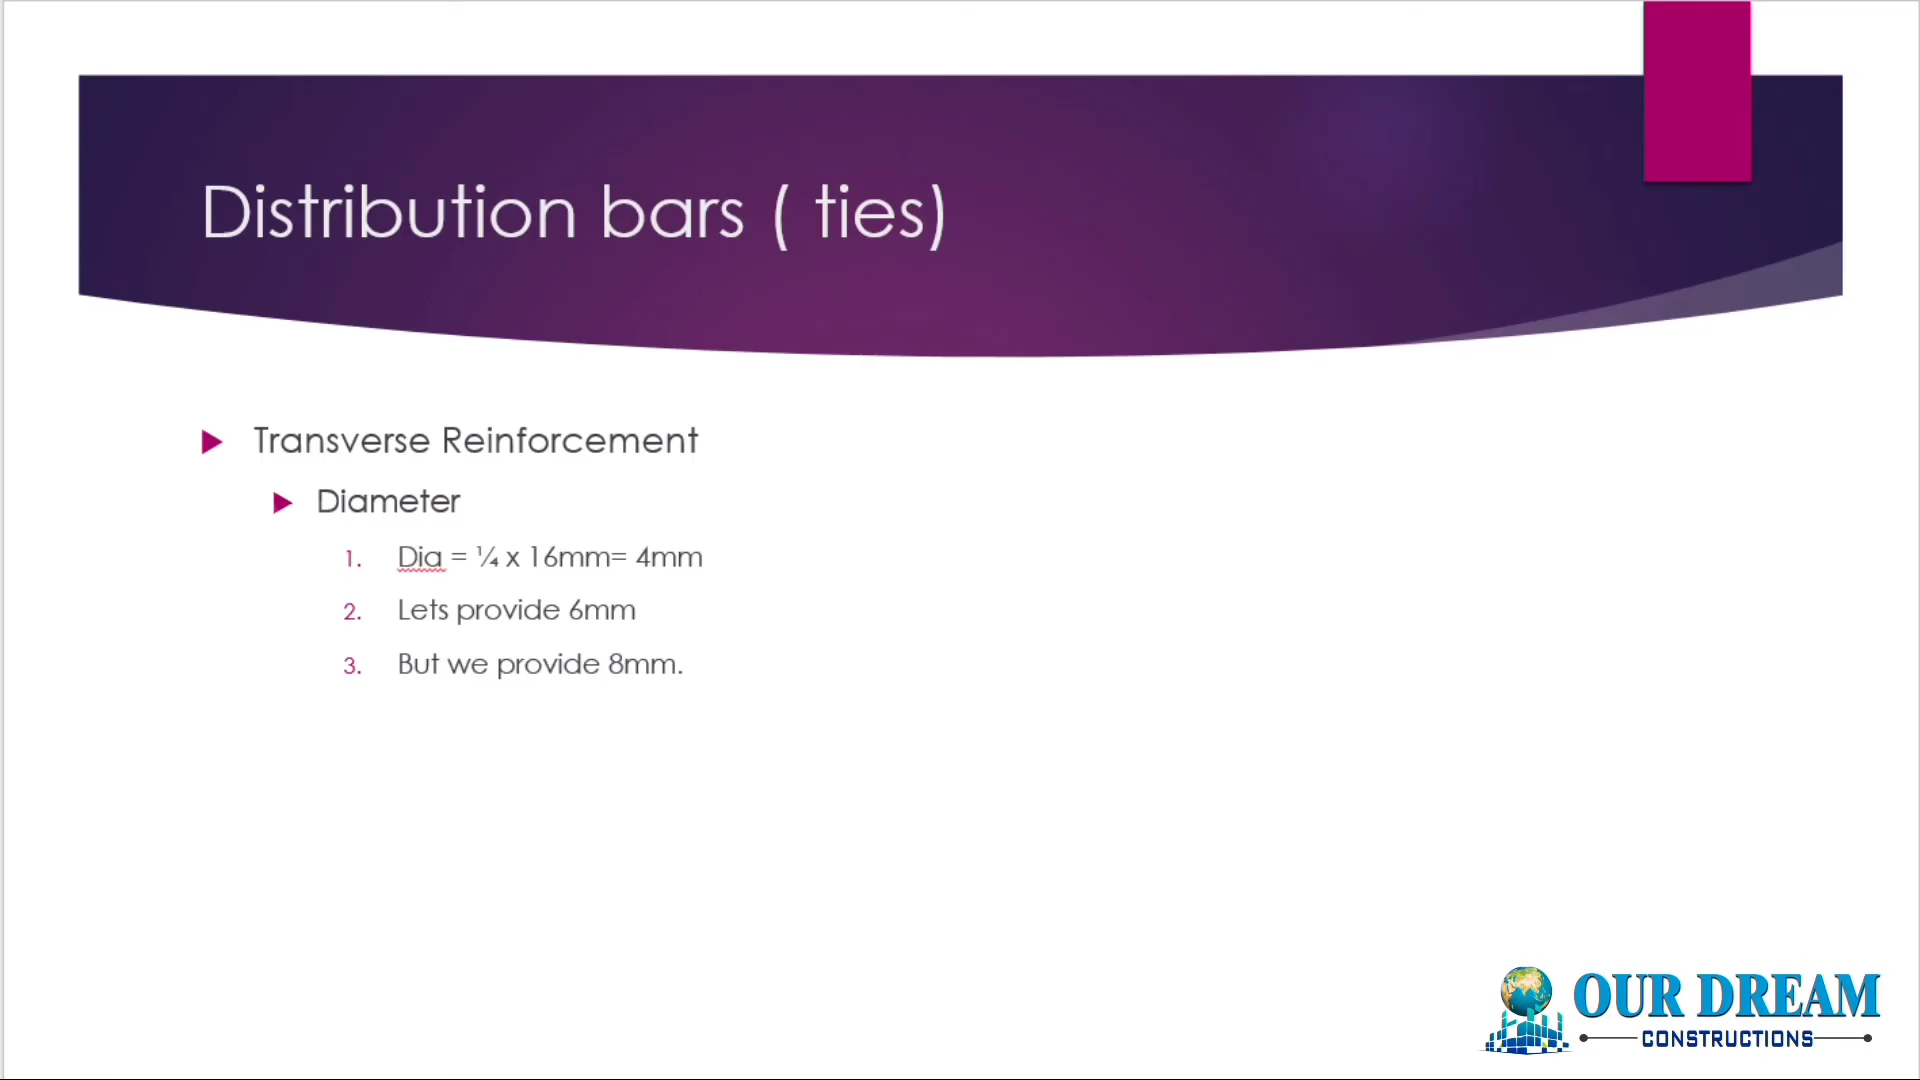 Distribution bars ( ties)
Transverse Reinforcement
Diameter
1. Dia = ¼ x 16mm= 4mm
2. Lets provide 6mm
3. But we provide 8mm.
OUR DREAM
CONSTRUCTIONS